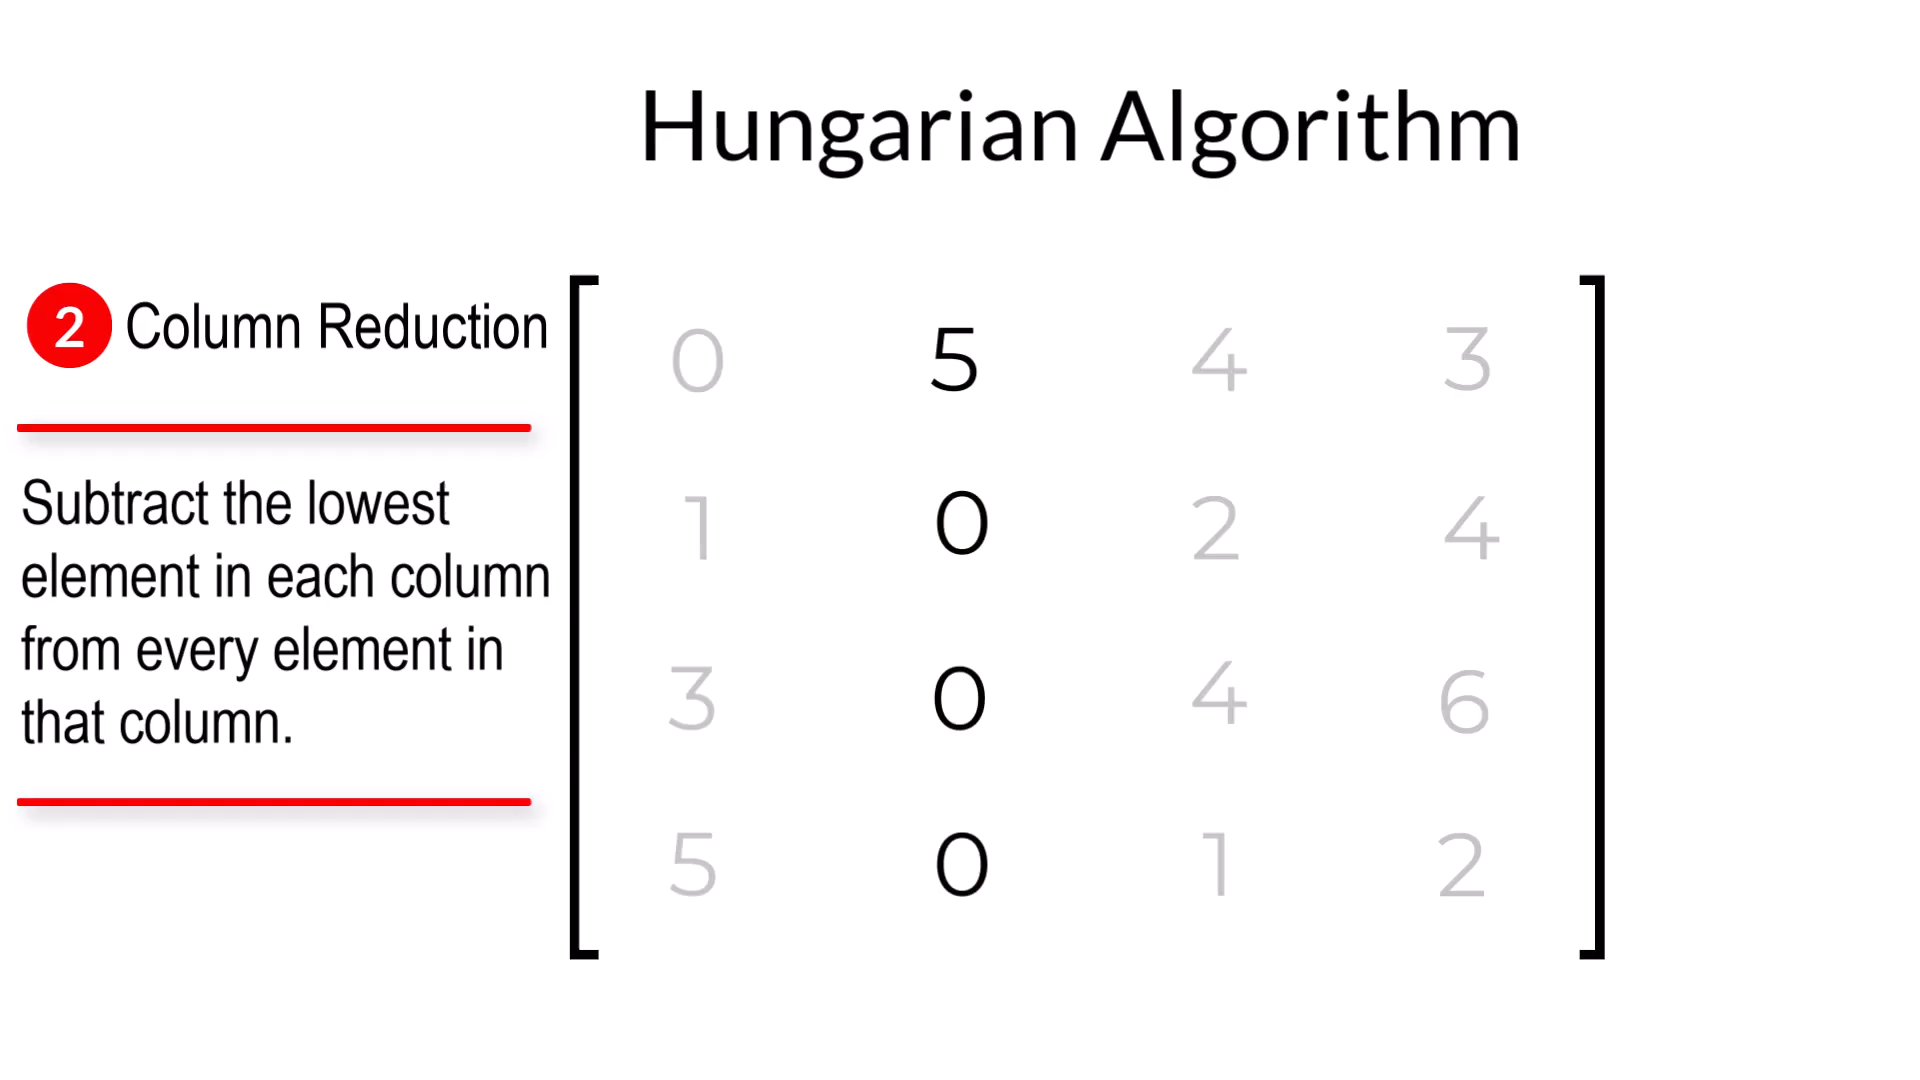 Hungarian Algorithm
2 Column Reduction
Subtract the lowest
element in each column
from every element in
that column.
0 5 4 3
1 0 2 4
3 0 4 6
5 0 1 2